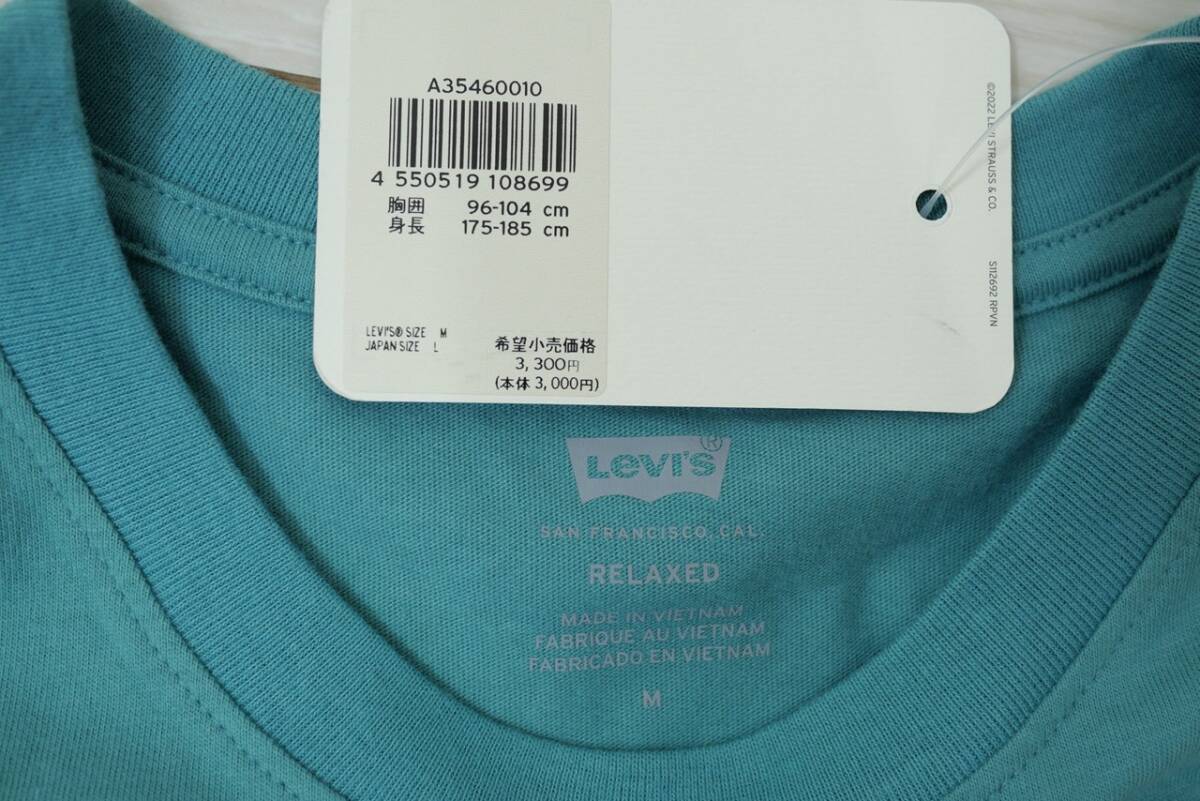 A35460010
4 550519 108699
胸囲 96-104 cm
身長 175-185 cm
LEVI'S® SIZE M
JAPAN SIZE L
希望小売価格
3,300円
(本体 3,000円)
©2022 LEVI STRAUSS & CO.
S112692 RPVN
Levi's®
SAN FRANCISCO, CAL.
RELAXED
MADE IN VIETNAM
FABRIQUE AU VIETNAM
FABRICADO EN VIETNAM
M